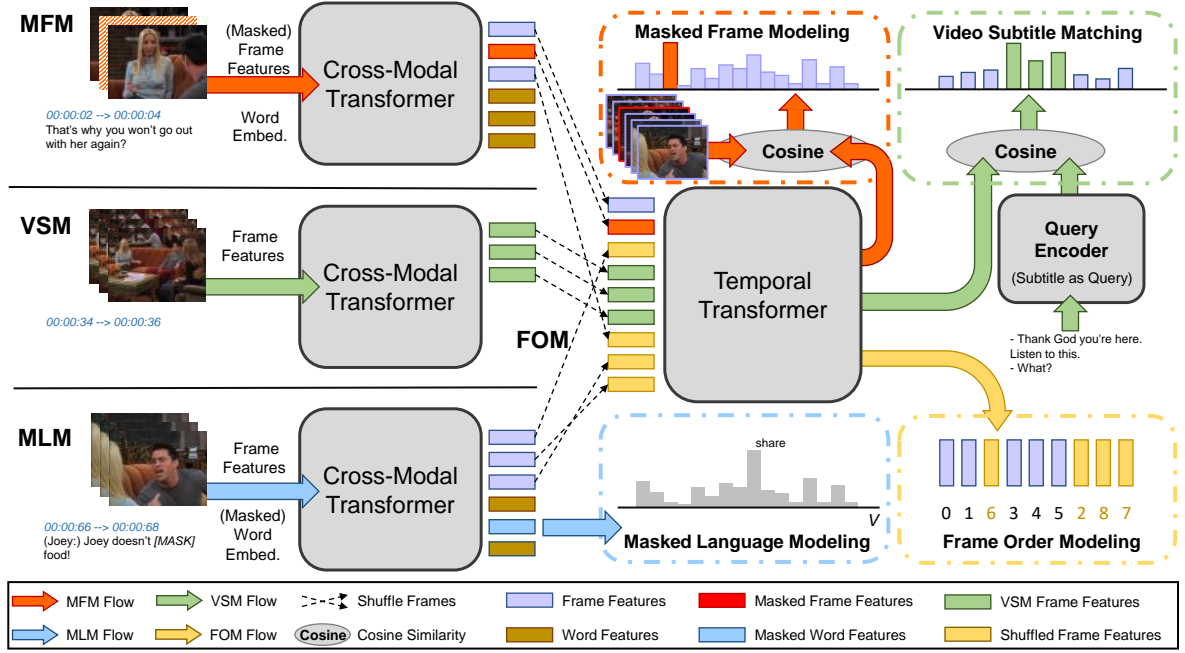 MFM
(Masked)
Frame
Features
Word
Embed.
00:00:02 --> 00:00:04
That's why you won't go out
with her again?
Cross-Modal
Transformer
VSM
Frame
Features
00:00:34 --> 00:00:36
Cross-Modal
Transformer
MLM
Frame
Features
(Masked)
Word
Embed.
00:00:66 --> 00:00:68
(Joey:) Joey doesn't [MASK]
food!
Cross-Modal
Transformer
FOM
Masked Frame Modeling
Cosine
Video Subtitle Matching
Cosine
Temporal
Transformer
Query
Encoder
(Subtitle as Query)
- Thank God you're here.
Listen to this.
- What?
share
V
Masked Language Modeling
0 1 6 3 4 5 2 8 7
Frame Order Modeling
MFM Flow
VSM Flow
Shuffle Frames
Frame Features
Masked Frame Features
VSM Frame Features
MLM Flow
FOM Flow
Cosine
Cosine Similarity
Word Features
Masked Word Features
Shuffled Frame Features